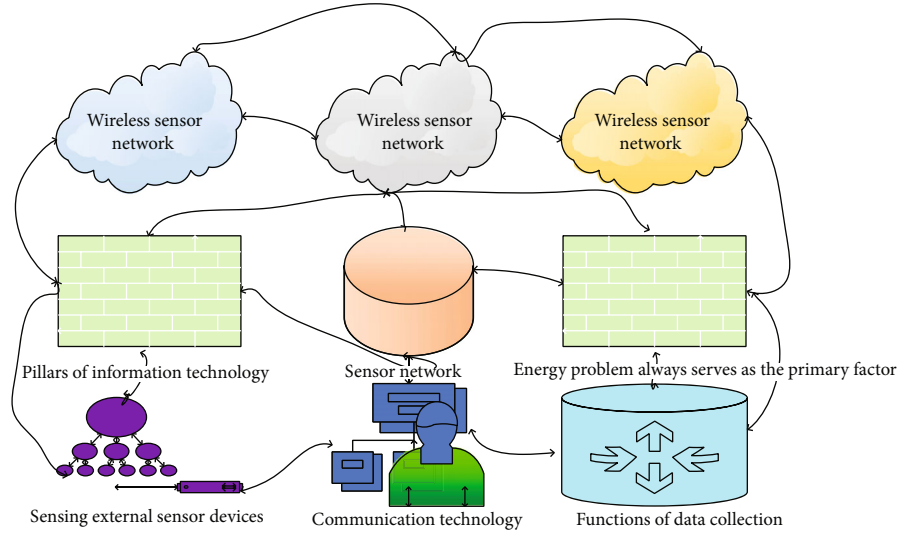 Wireless sensor
network
Wireless sensor
network
Wireless sensor
network
Pillars of information technology
Sensor network
Energy problem always serves as the primary factor
Sensing external sensor devices
Communication technology
Functions of data collection